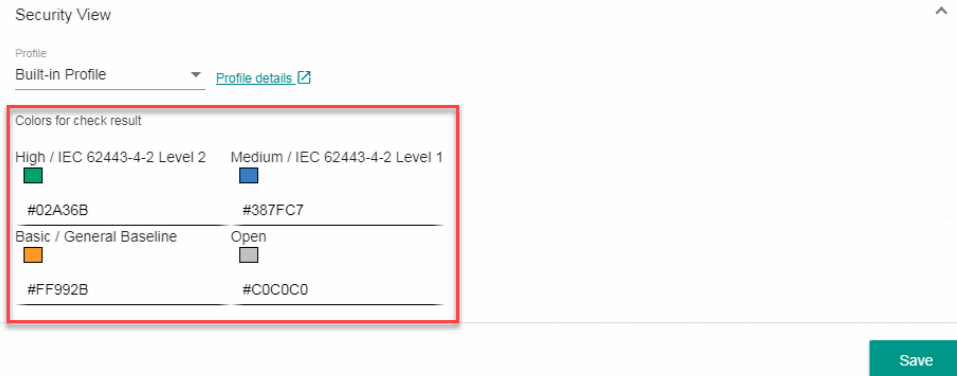 Security View
Profile
Built-in Profile
Profile details
Colors for check result
High / IEC 62443-4-2 Level 2
Medium / IEC 62443-4-2 Level 1
#02A36B
#387FC7
Basic / General Baseline
Open
#FF992B
#C0C0C0
Save